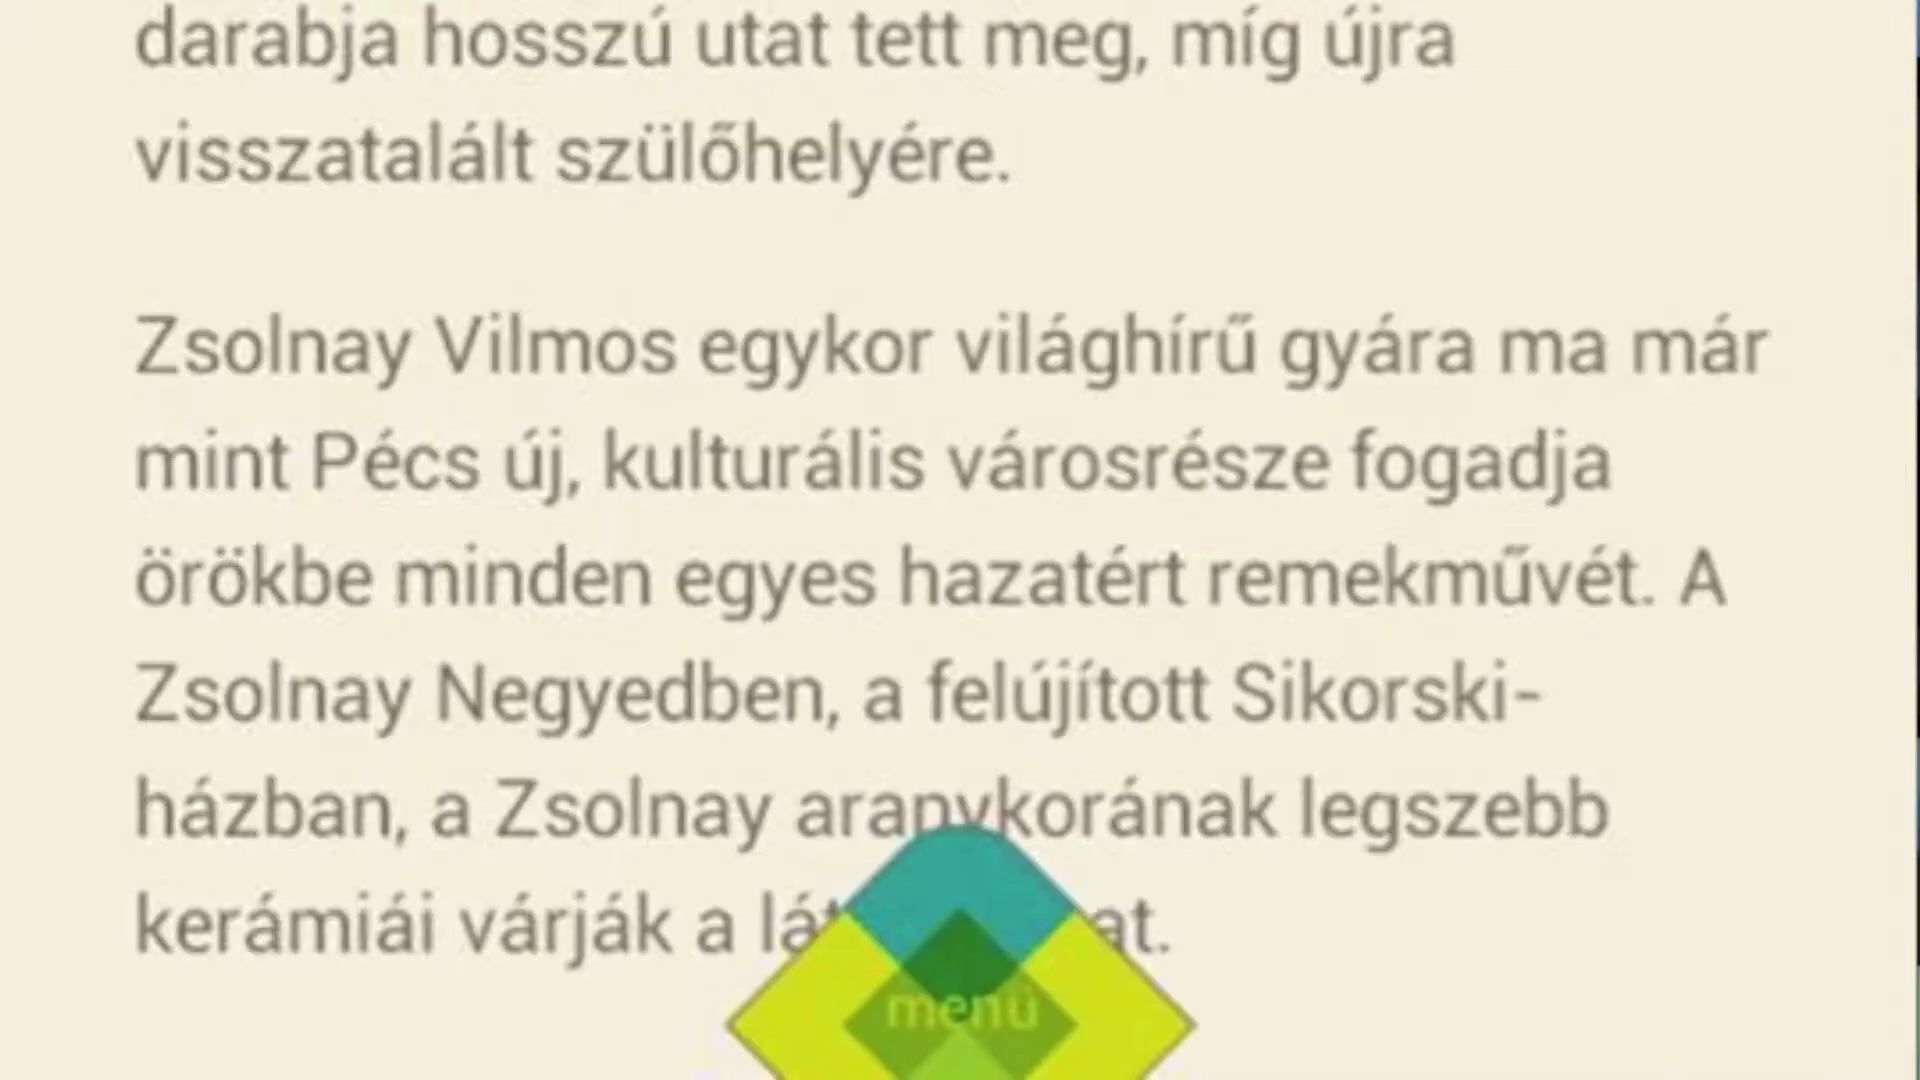 darabja hosszú utat tett meg, míg újra
visszatalált szülőhelyére.
Zsolnay Vilmos egykor világhírű gyára ma már
mint Pécs új, kulturális városrésze fogadja
örökbe minden egyes hazatért remekművét. A
Zsolnay Negyedben, a felújított Sikorski-
házban, a Zsolnay aranykorának legszebb
kerámiái várják a
menü